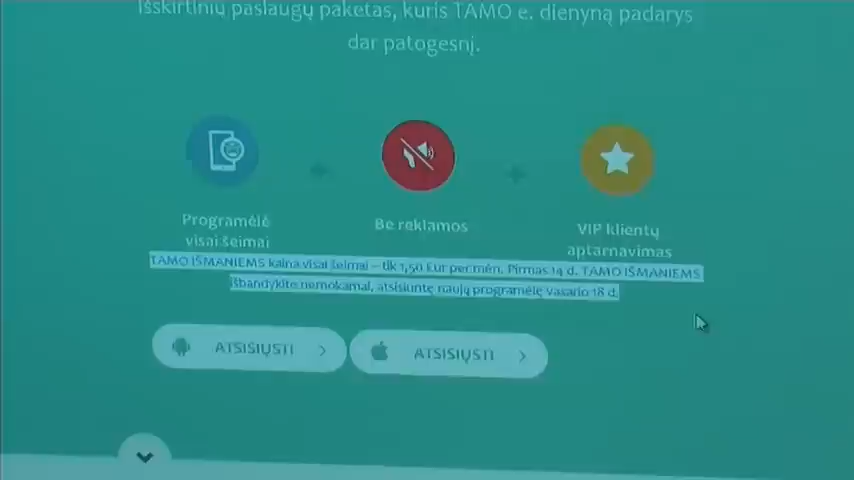 Išskirtinių paslaugų paketas, kuris TAMO e. dienyną padarys
dar patogesnį.
Programėlė
visai šeimai
Be reklamos
VIP klientų
aptarnavimas
TAMO IŠMANIEMS kaina visai šeimai – tik 1,50 Eur per mėn. Pirmas 14 d. TAMO IŠMANIEMS
išbandykite nemokamai, atsisiuntę naują programėlę vasario 18 d.
ATSISIŲSTI
ATSISIŲSTI